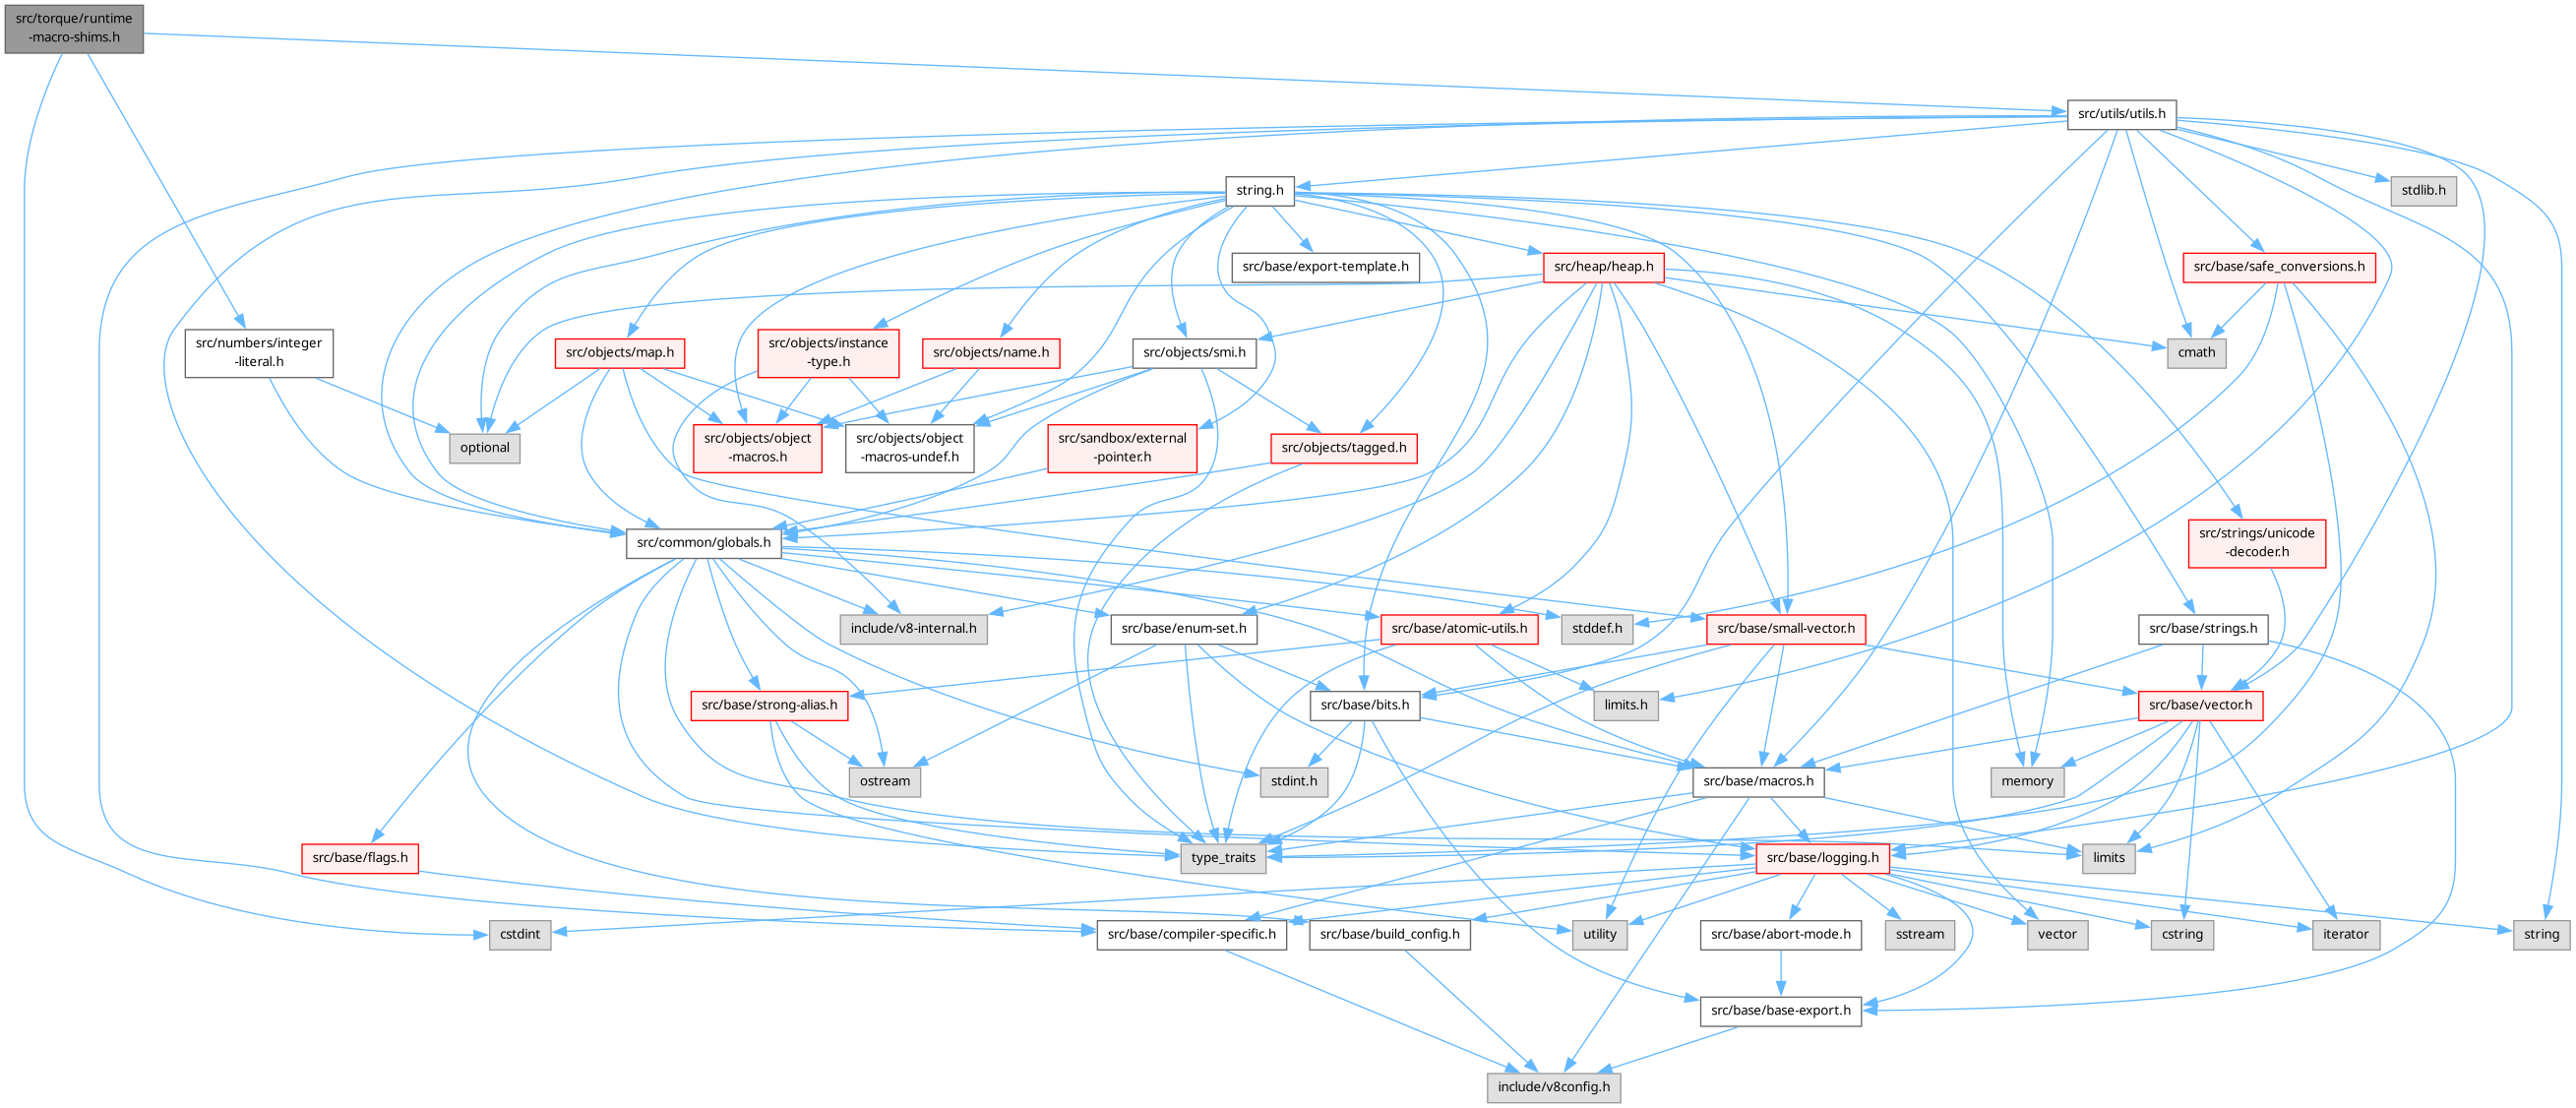 src/torque/runtime
-macro-shims.h
src/utils/utils.h
string.h
stdlib.h
src/base/export-template.h
src/heap/heap.h
src/base/safe_conversions.h
src/numbers/integer
-literal.h
src/objects/map.h
src/objects/instance
-type.h
src/objects/name.h
src/objects/smi.h
cmath
optional
src/objects/object
-macros.h
src/objects/object
-macros-undef.h
src/sandbox/external
-pointer.h
src/objects/tagged.h
src/common/globals.h
src/strings/unicode
-decoder.h
include/v8-internal.h
src/base/enum-set.h
src/base/atomic-utils.h
stddef.h
src/base/small-vector.h
src/base/strings.h
src/base/strong-alias.h
src/base/bits.h
limits.h
src/base/vector.h
ostream
stdint.h
src/base/macros.h
memory
src/base/flags.h
type_traits
src/base/logging.h
limits
cstdint
src/base/compiler-specific.h
utility
src/base/build_config.h
src/base/abort-mode.h
sstream
vector
cstring
iterator
string
src/base/base-export.h
include/v8config.h